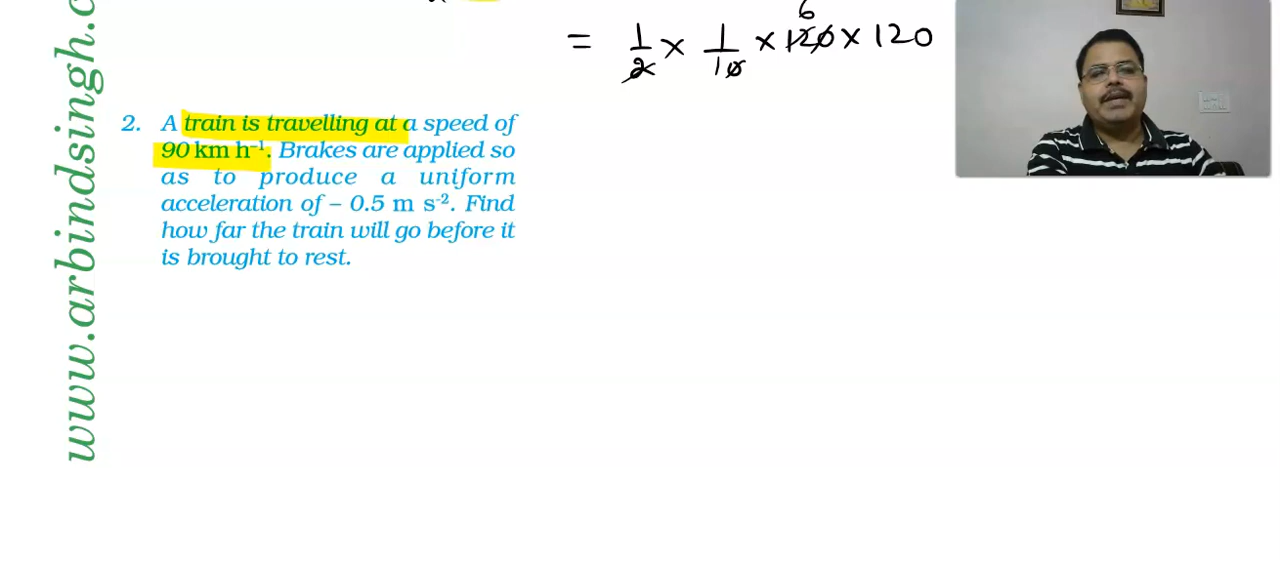 = 1/2 × 1/10 × 120 × 120
6
2. A train is travelling at a speed of
90 km h⁻¹. Brakes are applied so
as to produce a uniform
acceleration of – 0.5 m s⁻². Find
how far the train will go before it
is brought to rest.
www.arbindsingh.c